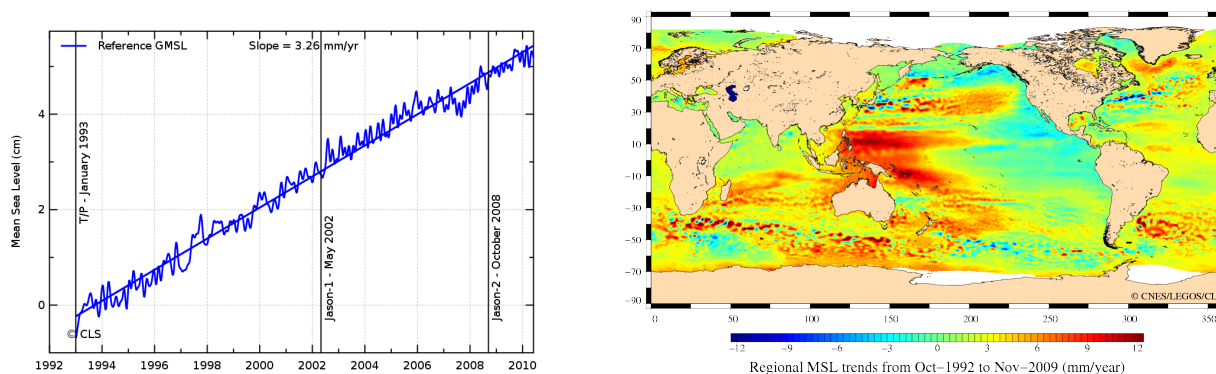 Reference GMSL
Slope = 3.26 mm/yr
Mean Sea Level (cm)
4
2
0
T/P - January 1993
Jason-1 - May 2002
Jason-2 - October 2008
© CLS
1992 1994 1996 1998 2000 2002 2004 2006 2008 2010
90
70
50
30
10
−10
−30
−50
−70
−90
© CNES/LEGOS/CL
0 50 100 150 200 250 300 35
−12 −9 −6 −3 0 3 6 9 12
Regional MSL trends from Oct−1992 to Nov−2009 (mm/year)